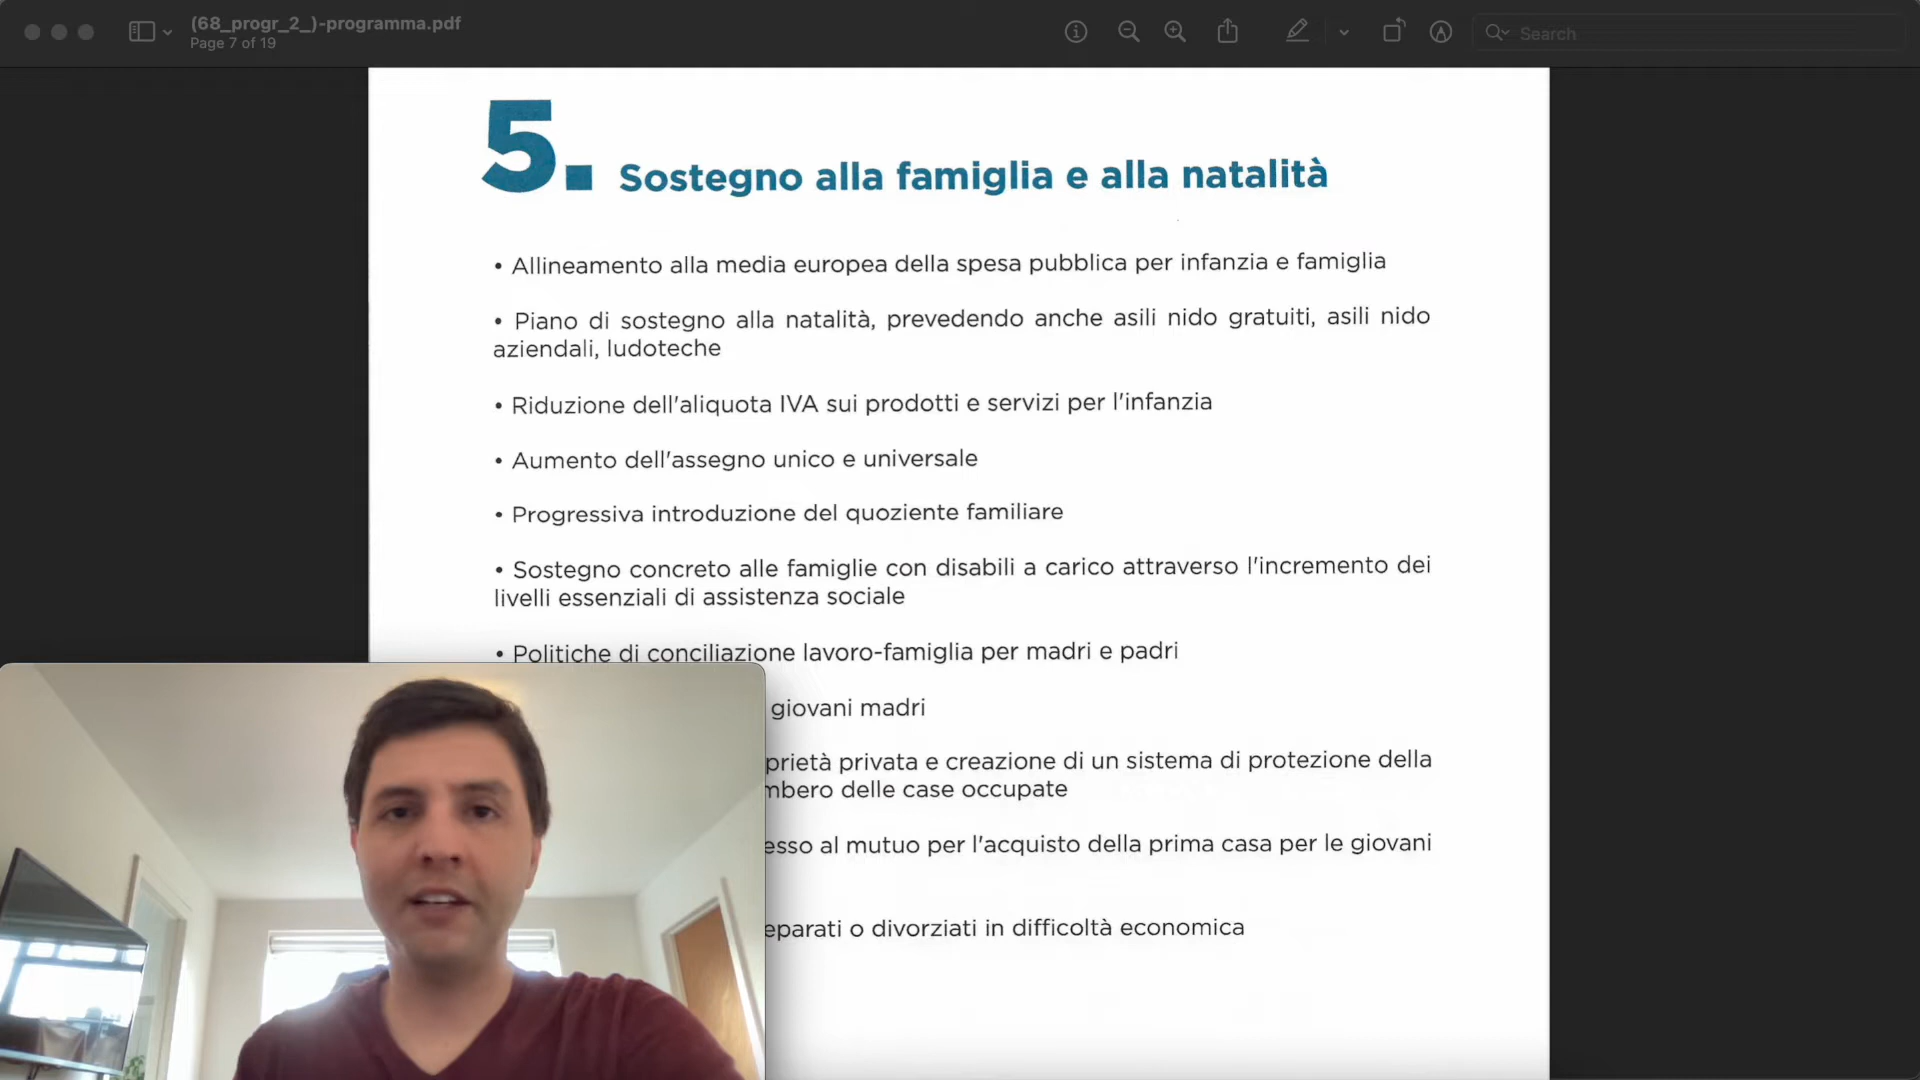 (68_progr_2_)-programma.pdf
Page 7 of 19
Search
5. Sostegno alla famiglia e alla natalità
• Allineamento alla media europea della spesa pubblica per infanzia e famiglia
• Piano di sostegno alla natalità, prevedendo anche asili nido gratuiti, asili nido
aziendali, ludoteche
• Riduzione dell'aliquota IVA sui prodotti e servizi per l'infanzia
• Aumento dell'assegno unico e universale
• Progressiva introduzione del quoziente familiare
• Sostegno concreto alle famiglie con disabili a carico attraverso l'incremento dei
livelli essenziali di assistenza sociale
• Politiche di conciliazione lavoro-famiglia per madri e padri
giovani madri
prietà privata e creazione di un sistema di protezione della
mbero delle case occupate
esso al mutuo per l'acquisto della prima casa per le giovani
eparati o divorziati in difficoltà economica